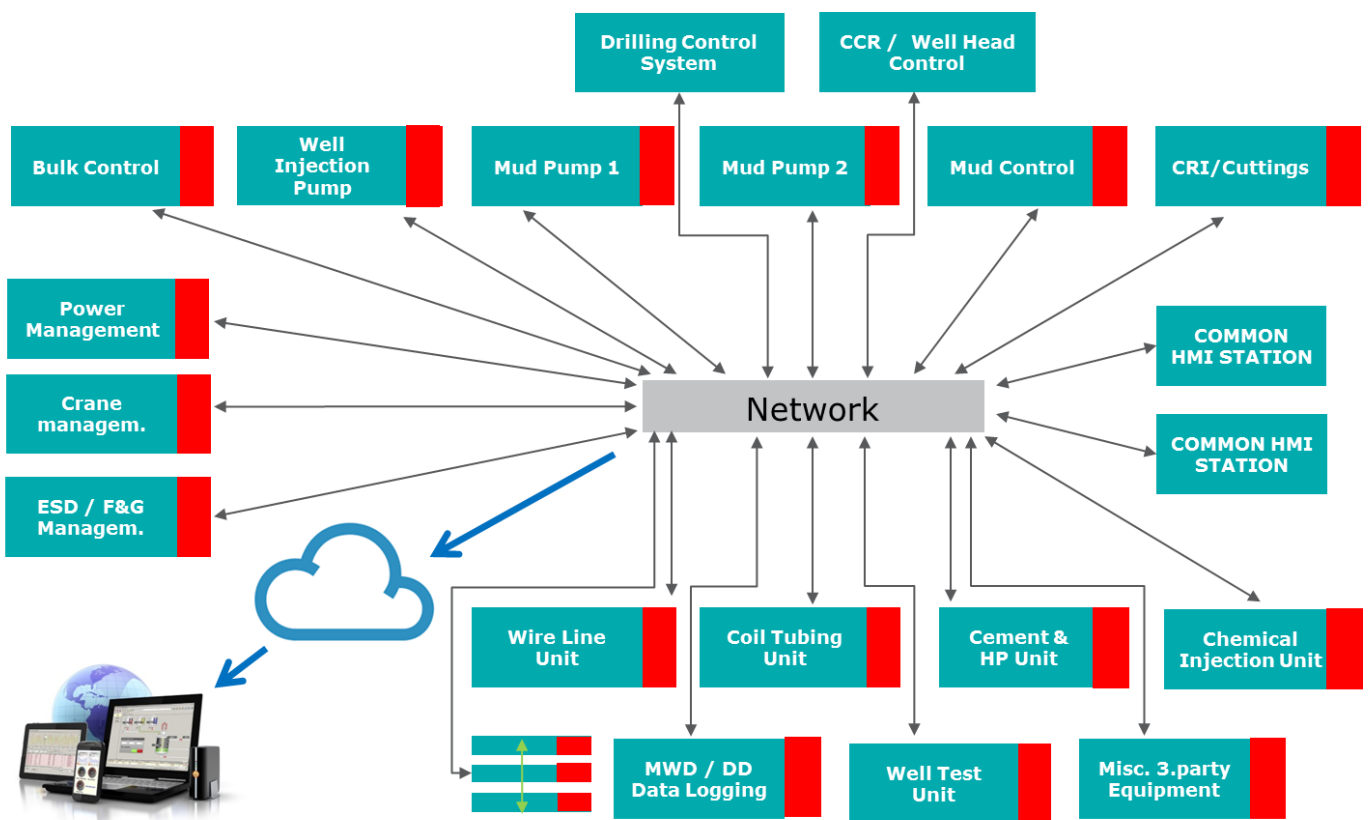 Drilling Control
System
CCR / Well Head
Control
Bulk Control
Well
Injection
Pump
Mud Pump 1
Mud Pump 2
Mud Control
CRI/Cuttings
Power
Management
COMMON
HMI STATION
Crane
managem.
Network
COMMON HMI
STATION
ESD / F&G
Managem.
Wire Line
Unit
Coil Tubing
Unit
Cement &
HP Unit
Chemical
Injection Unit
MWD / DD
Data Logging
Well Test
Unit
Misc. 3.party
Equipment